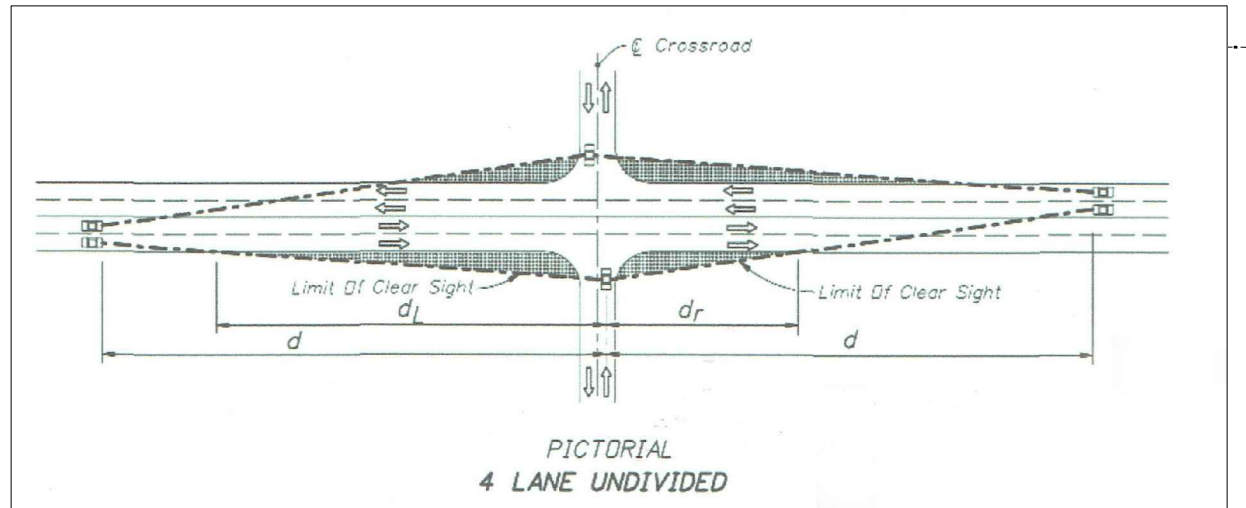 ℄ Crossroad
Limit Of Clear Sight
Limit Of Clear Sight
dL
dr
d
d
PICTORIAL
4 LANE UNDIVIDED